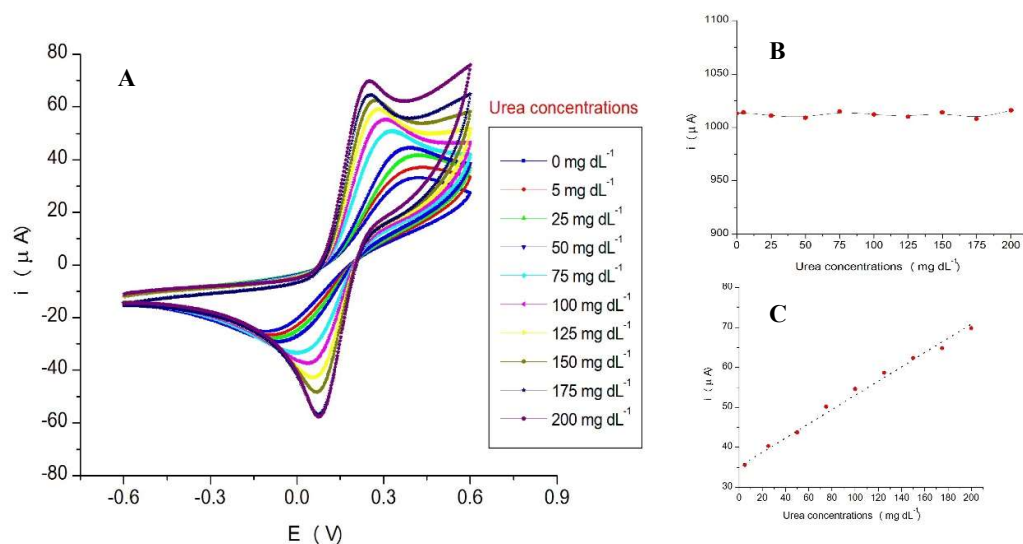 A
80
60
40
20
0
-20
-40
-60
-80
-0.6
-0.3
0.0
0.3
0.6
0.9
i ( μ A)
E ( V)
Urea concentrations
0 mg dL⁻¹
5 mg dL⁻¹
25 mg dL⁻¹
50 mg dL⁻¹
75 mg dL⁻¹
100 mg dL⁻¹
125 mg dL⁻¹
150 mg dL⁻¹
175 mg dL⁻¹
200 mg dL⁻¹
B
1100
1050
1000
950
900
0
25
50
75
100
125
150
175
200
i ( μ A)
Urea concentrations ( mg dL⁻¹)
C
80
70
60
50
40
30
0
20
40
60
80
100
120
140
160
180
200
i ( μ A)
Urea concentrations ( mg dL⁻¹)